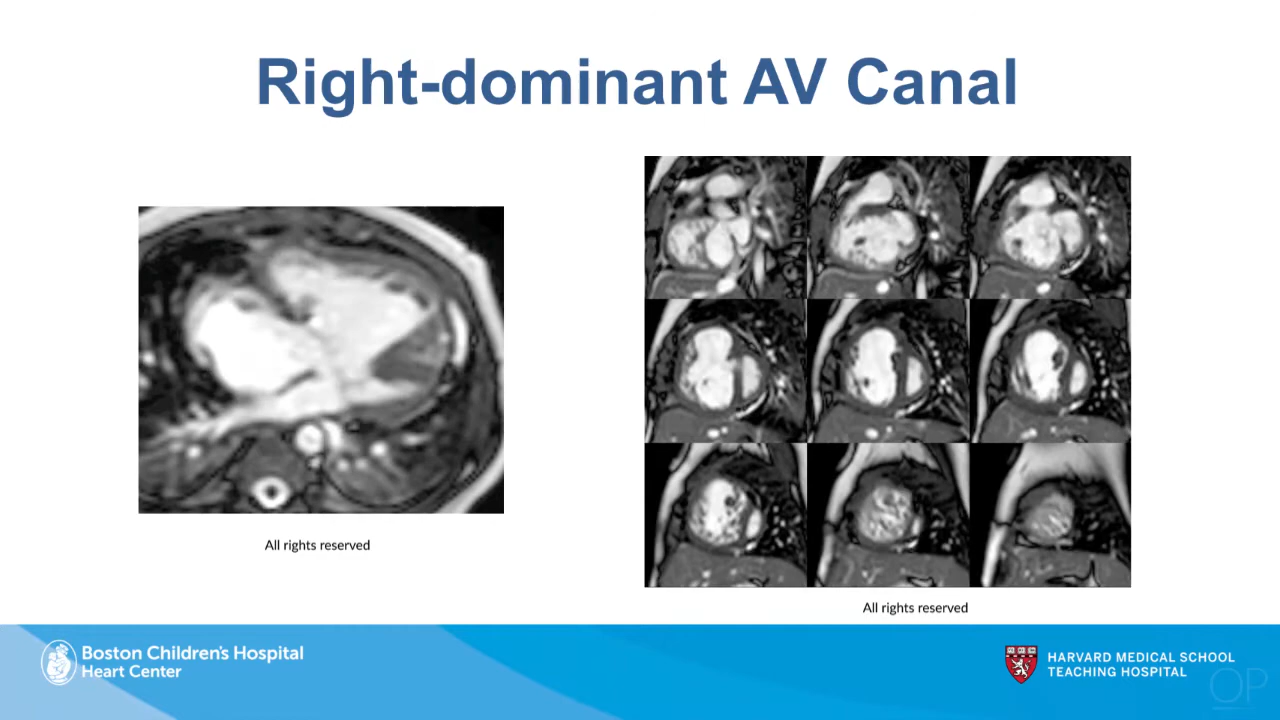 Right-dominant AV Canal
All rights reserved
All rights reserved
Boston Children's Hospital
Heart Center
HARVARD MEDICAL SCHOOL
TEACHING HOSPITAL
OP